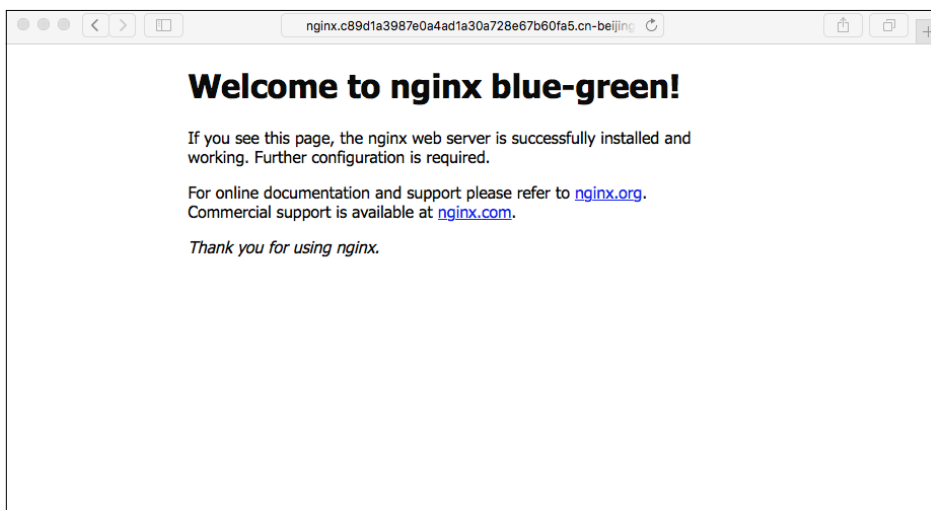 nginx.c89d1a3987e0a4ad1a30a728e67b60fa5.cn-beijing
Welcome to nginx blue-green!
If you see this page, the nginx web server is successfully installed and
working. Further configuration is required.
For online documentation and support please refer to nginx.org.
Commercial support is available at nginx.com.
Thank you for using nginx.